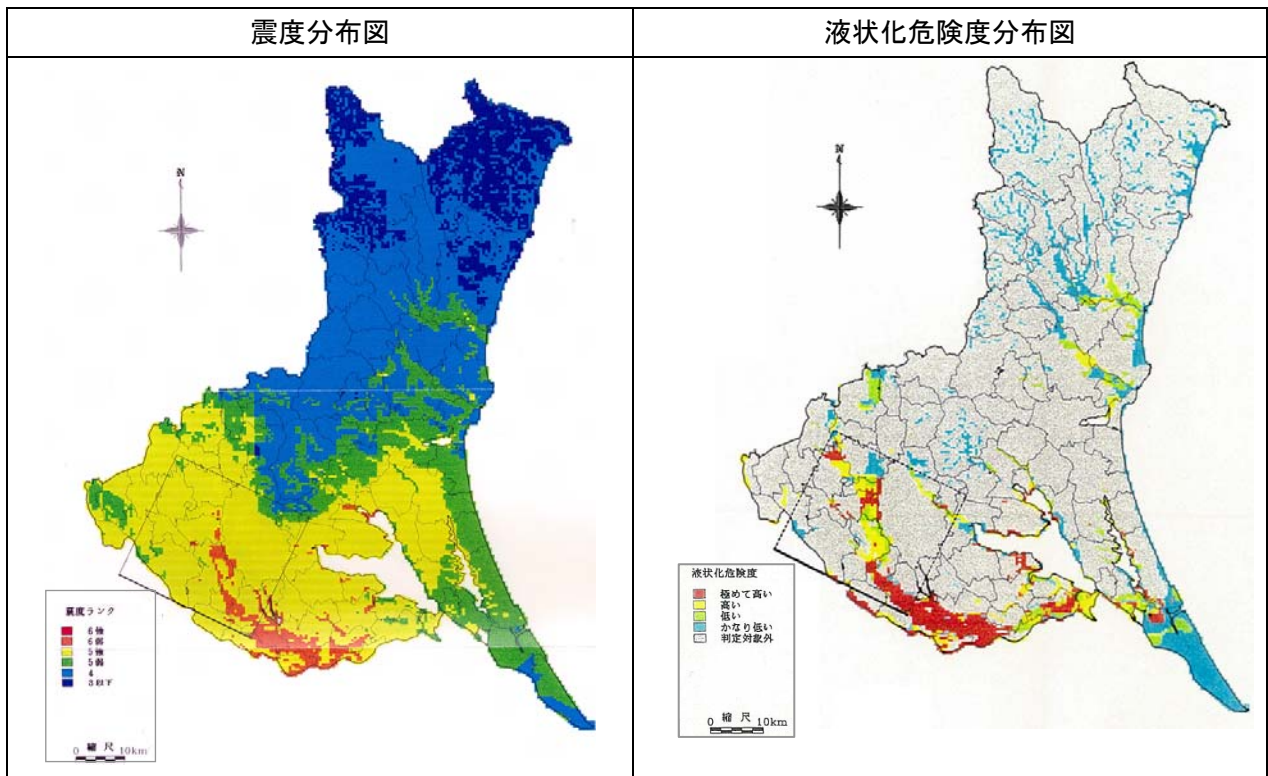 震度分布図
液状化危険度分布図
N
N
震度ランク
6強
6弱
5強
5弱
4
3以下
0 縮尺 10km
液状化危険度
極めて高い
高い
低い
かなり低い
判定対象外
0 縮尺 10km